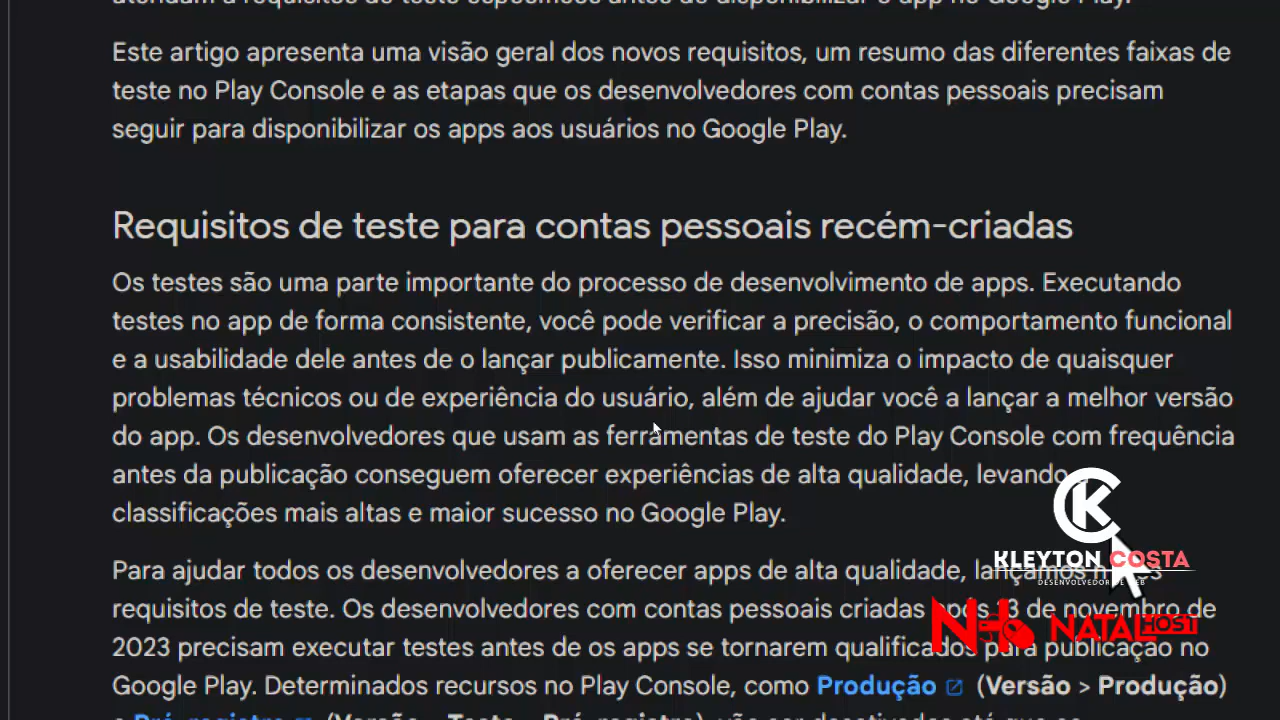 Este artigo apresenta uma visão geral dos novos requisitos, um resumo das diferentes faixas de
teste no Play Console e as etapas que os desenvolvedores com contas pessoais precisam
seguir para disponibilizar os apps aos usuários no Google Play.
Requisitos de teste para contas pessoais recém-criadas
Os testes são uma parte importante do processo de desenvolvimento de apps. Executando
testes no app de forma consistente, você pode verificar a precisão, o comportamento funcional
e a usabilidade dele antes de o lançar publicamente. Isso minimiza o impacto de quaisquer
problemas técnicos ou de experiência do usuário, além de ajudar você a lançar a melhor versão
do app. Os desenvolvedores que usam as ferramentas de teste do Play Console com frequência
antes da publicação conseguem oferecer experiências de alta qualidade, levando
classificações mais altas e maior sucesso no Google Play.
Para ajudar todos os desenvolvedores a oferecer apps de alta qualidade, lançamos
requisitos de teste. Os desenvolvedores com contas pessoais criadas após 13 de novembro de
2023 precisam executar testes antes de os apps se tornarem qualificados para publicação no
Google Play. Determinados recursos no Play Console, como Produção (Versão > Produção)
KLEYTON COSTA
DESENVOLVEDOR DE WEB
NATAL HOST